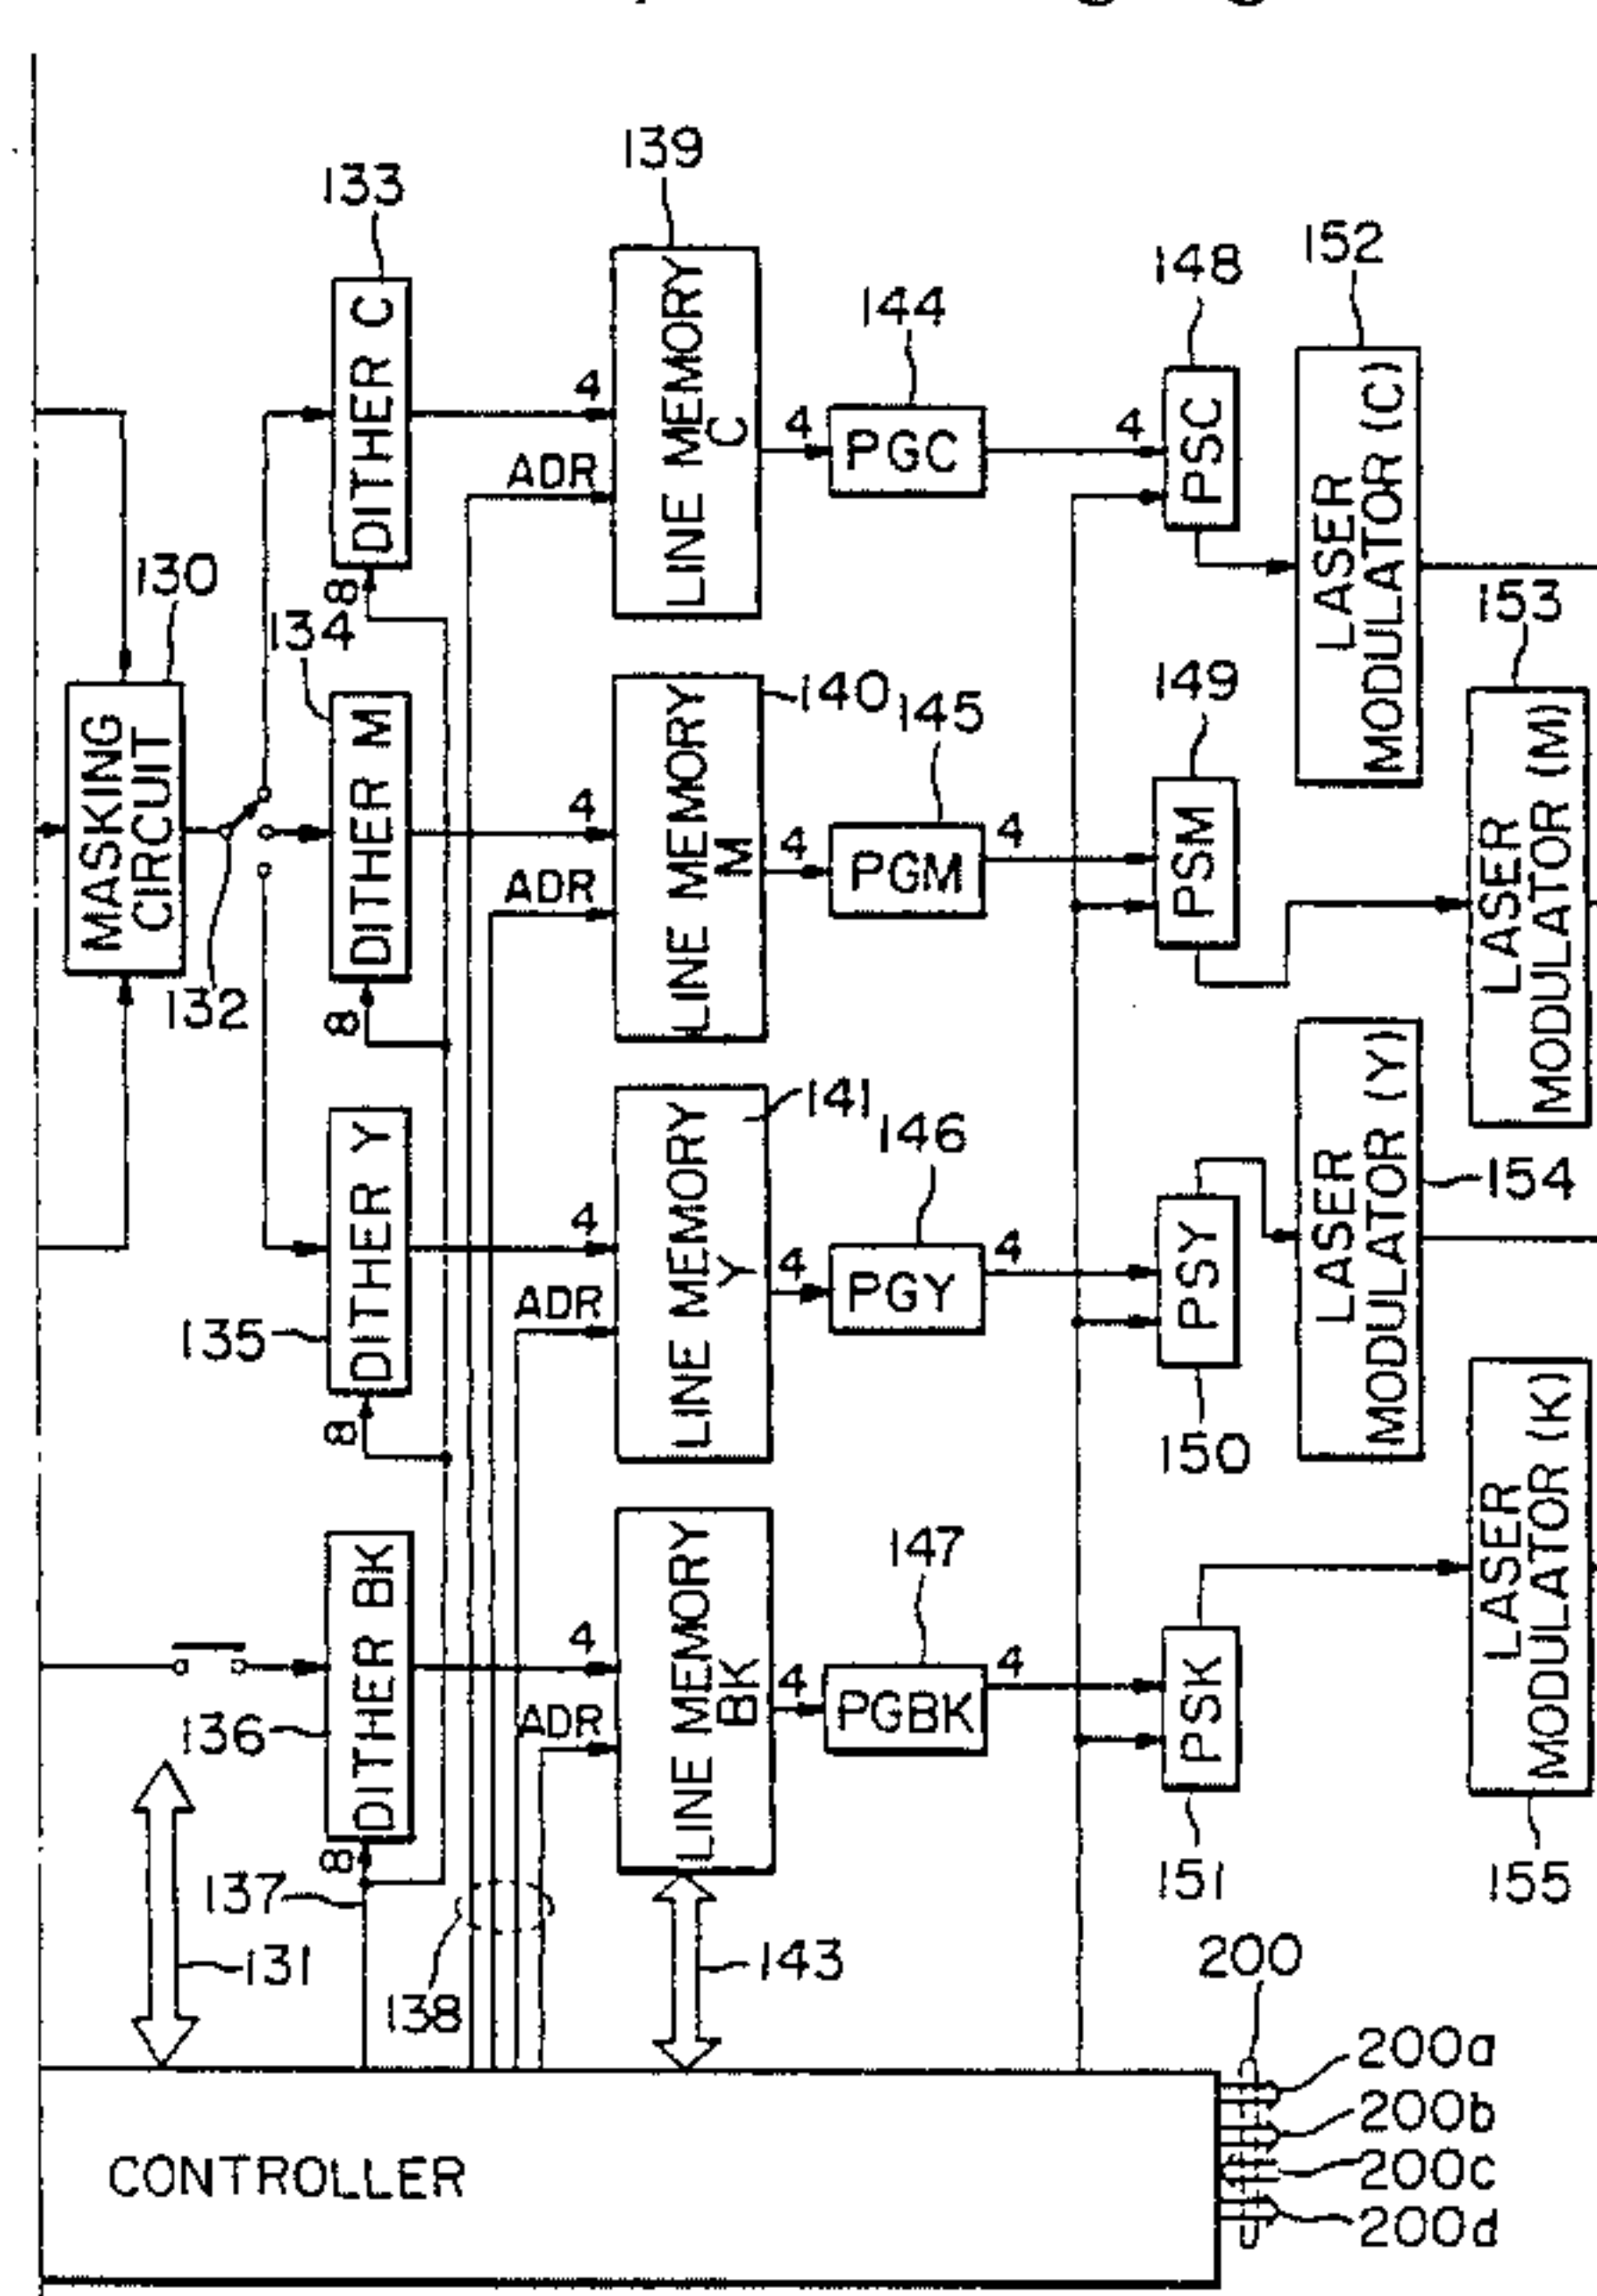 139
133
152
148
144
DITHER C
LINE MEMORY
C
4
ADR
4
PGC
4
PSC
LASER
MODULATOR (C)
130
8
134
153
140
145
149
MASKING
CIRCUIT
132
DITHER M
4
ADR
LINE MEMORY
M
4
PGM
4
PSM
LASER
MODULATOR (M)
8
141
146
154
135
DITHER Y
4
ADR
LINE MEMORY
Y
4
PGY
4
PSY
150
LASER
MODULATOR (Y)
8
147
136
DITHER BK
4
ADR
LINE MEMORY
BK
4
PGBK
4
PSK
151
LASER
MODULATOR (K)
155
8
137
131
138
143
200
200a
200b
200c
200d
CONTROLLER